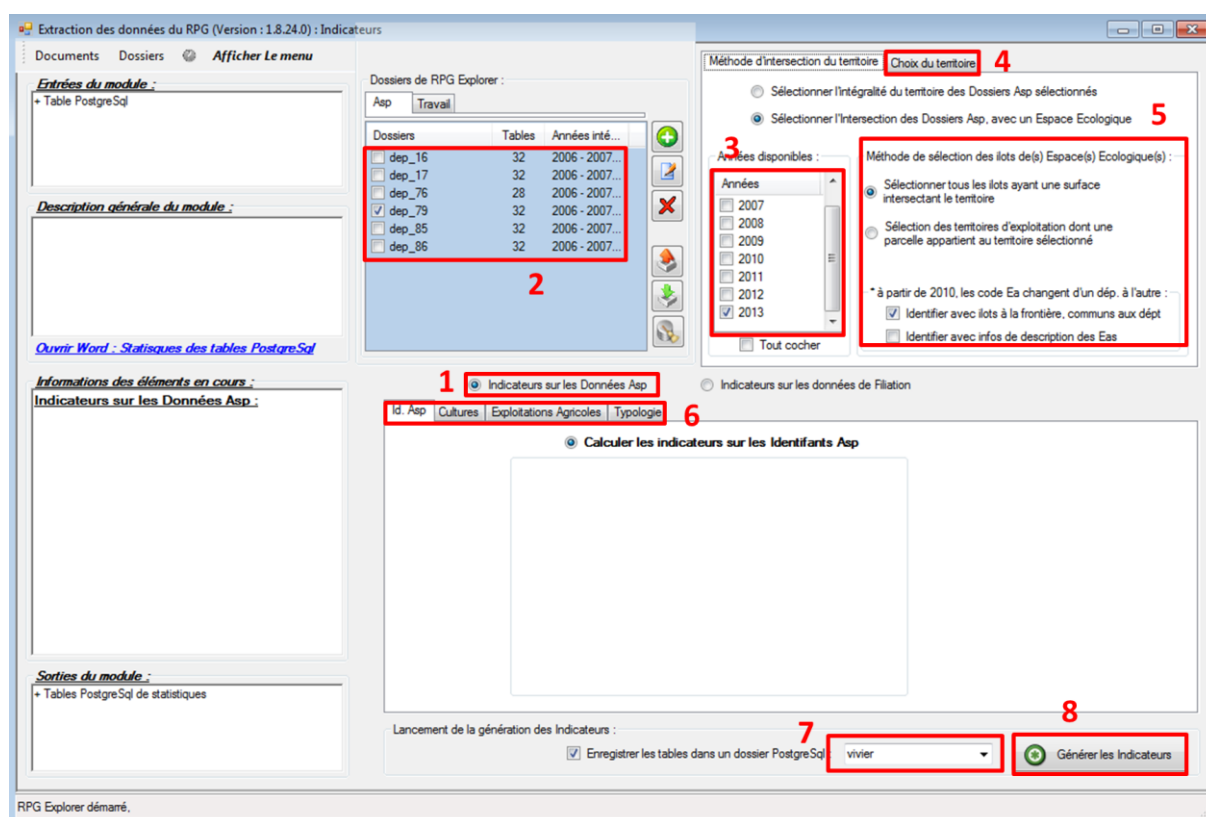 Extraction des données du RPG (Version : 1.8.24.0) : Indicateurs
Documents Dossiers Afficher Le menu
Entrées du module :
+ Table PostgreSql
Description générale du module :
Ouvrir Word : Statisques des tables PostgreSql
Informations des éléments en cours :
Indicateurs sur les Données Asp :
Sorties du module :
+ Tables PostgreSql de statistiques
Dossiers de RPG Explorer :
Asp Travail
Dossiers Tables Années inté...
dep_16 32 2006 - 2007...
dep_17 32 2006 - 2007...
dep_76 28 2006 - 2007...
dep_79 32 2006 - 2007...
dep_85 32 2006 - 2007...
dep_86 32 2006 - 2007...
2
Méthode d'intersection du territoire Choix du territoire 4
Sélectionner l'intégralité du territoire des Dossiers Asp sélectionnés
Sélectionner l'Intersection des Dossiers Asp, avec un Espace Ecologique 5
3
Années disponibles :
Années
2007
2008
2009
2010
2011
2012
2013
Tout cocher
Méthode de sélection des ilots de(s) Espace(s) Ecologique(s) :
Sélectionner tous les ilots ayant une surface
intersectant le territoire
Sélection des territoires d'exploitation dont une
parcelle appartient au territoire sélectionné
* à partir de 2010, les code Ea changent d'un dép. à l'autre :
Identifier avec ilots à la frontière, communs aux dépt
Identifier avec infos de description des Eas
1 Indicateurs sur les Données Asp Indicateurs sur les données de Filiation
Id. Asp Cultures Exploitations Agricoles Typologie 6
Calculer les indicateurs sur les Identifants Asp
Lancement de la génération des Indicateurs :
7
8
Enregistrer les tables dans un dossier PostgreSql : vivier Générer les Indicateurs
RPG Explorer démarré,